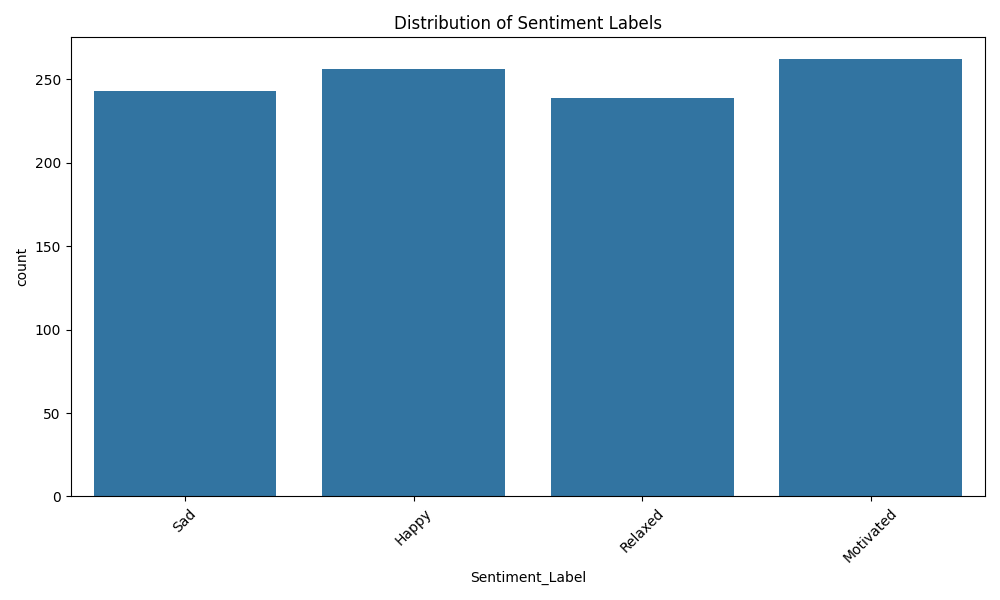 Distribution of Sentiment Labels
250
200
150
100
50
0
count
Sad
Happy
Relaxed
Motivated
Sentiment_Label